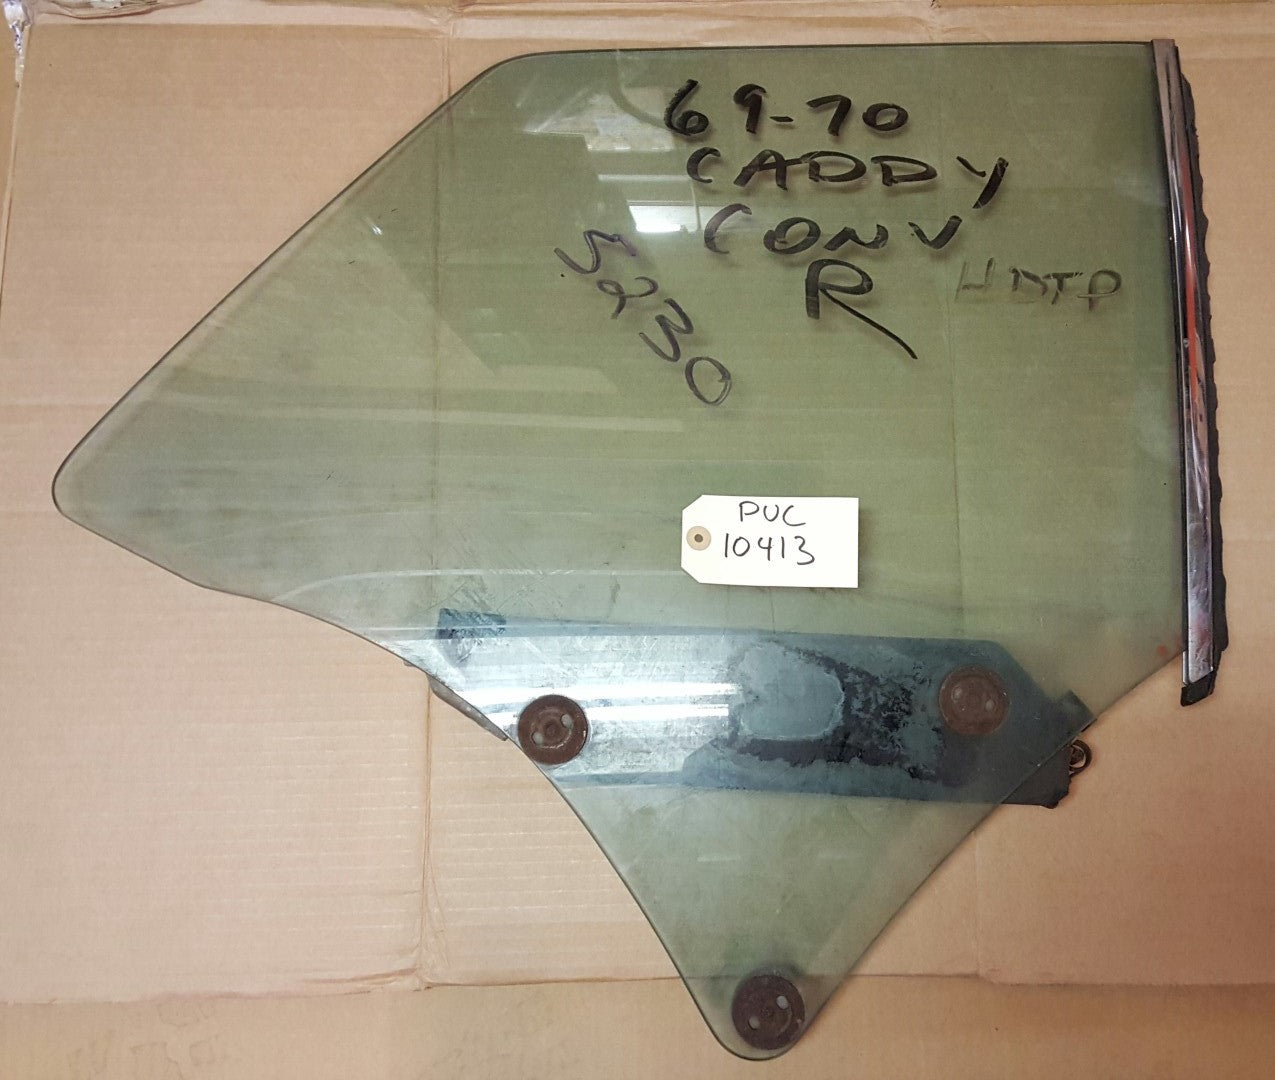 69-70
CADDY
CONV
R HDTP
5230
PUC
10413